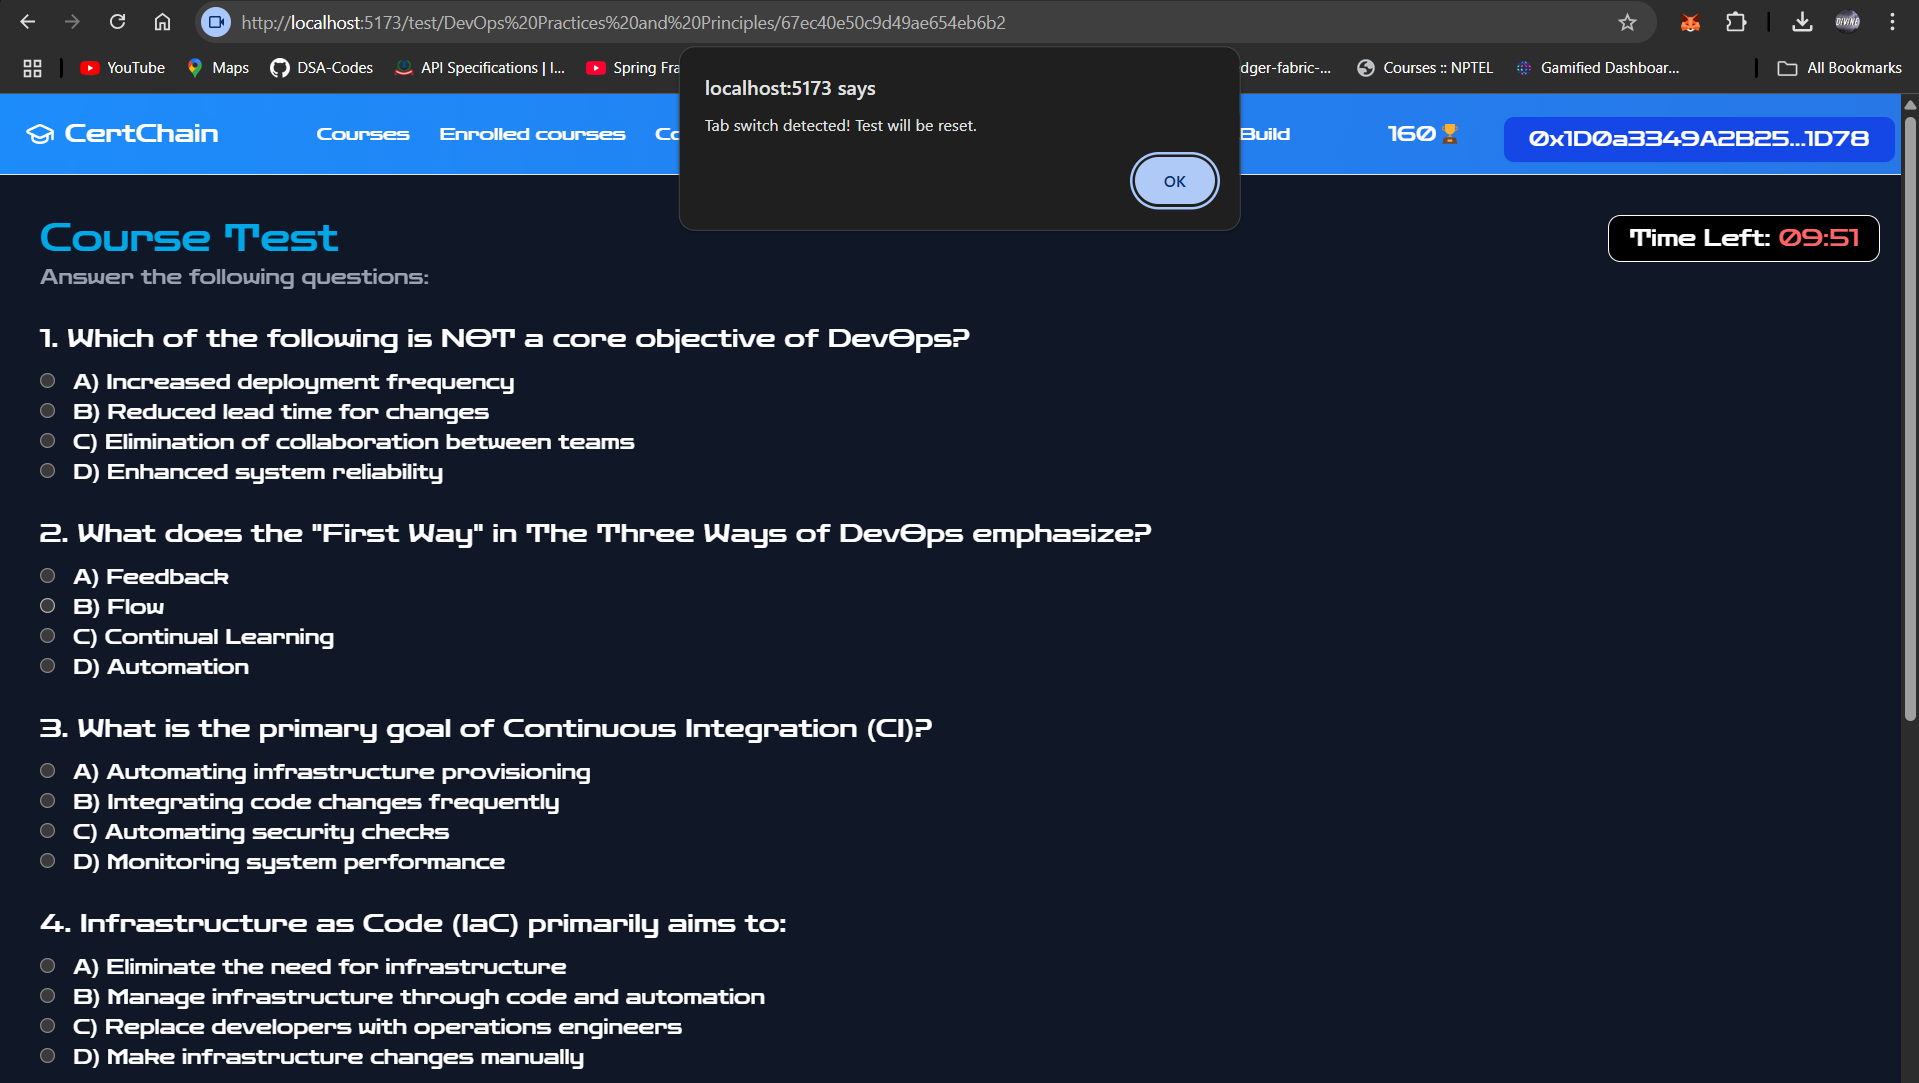 http://localhost:5173/test/DevOps%20Practices%20and%20Principles/67ec40e50c9d49ae654eb6b2
YouTube Maps DSA-Codes API Specifications | I... Spring Fra dger-fabric-... Courses :: NPTEL Gamified Dashboar... All Bookmarks
localhost:5173 says
Tab switch detected! Test will be reset.
OK
CertChain Courses Enrolled courses Co Build 160 0x1D0a3349A2B25...1D78
Course Test
Time Left: 09:51
Answer the following questions:
1. Which of the following is NOT a core objective of DevOps?
A) Increased deployment frequency
B) Reduced lead time for changes
C) Elimination of collaboration between teams
D) Enhanced system reliability
2. What does the "First Way" in The Three Ways of DevOps emphasize?
A) Feedback
B) Flow
C) Continual Learning
D) Automation
3. What is the primary goal of Continuous Integration (CI)?
A) Automating infrastructure provisioning
B) Integrating code changes frequently
C) Automating security checks
D) Monitoring system performance
4. Infrastructure as Code (IaC) primarily aims to:
A) Eliminate the need for infrastructure
B) Manage infrastructure through code and automation
C) Replace developers with operations engineers
D) Make infrastructure changes manually